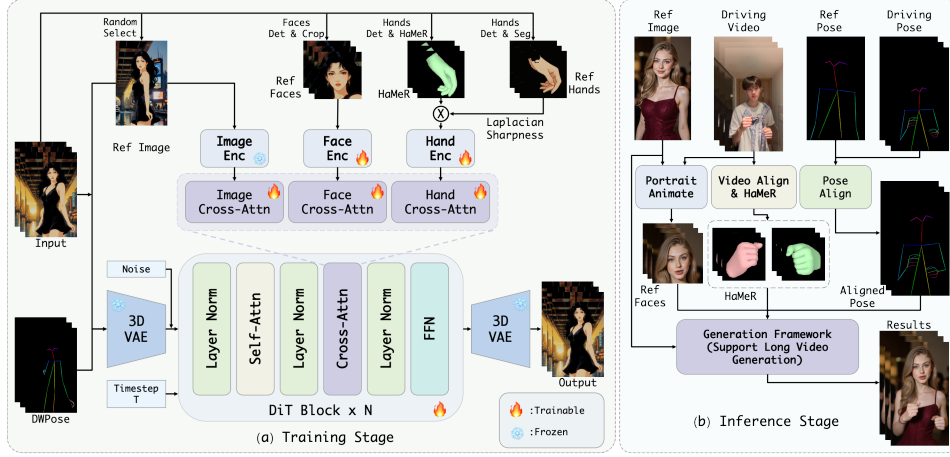 Random
Select
Faces
Det & Crop
Hands
Det & HaMeR
Hands
Det & Seg
Ref
Faces
HaMeR
Ref
Hands
X
Laplacian
Sharpness
Ref Image
Image
Enc
Face
Enc
Hand
Enc
Image
Cross-Attn
Face
Cross-Attn
Hand
Cross-Attn
Input
Noise
3D
VAE
Layer Norm
Self-Attn
Layer Norm
Cross-Attn
Layer Norm
FFN
3D
VAE
Output
Timestep
T
DWPose
DiT Block x N
:Trainable
:Frozen
(a) Training Stage
Ref
Image
Driving
Video
Ref
Pose
Driving
Pose
Portrait
Animate
Video Align
& HaMeR
Pose
Align
Ref
Faces
HaMeR
Aligned
Pose
Generation Framework
(Support Long Video
Generation)
Results
(b) Inference Stage